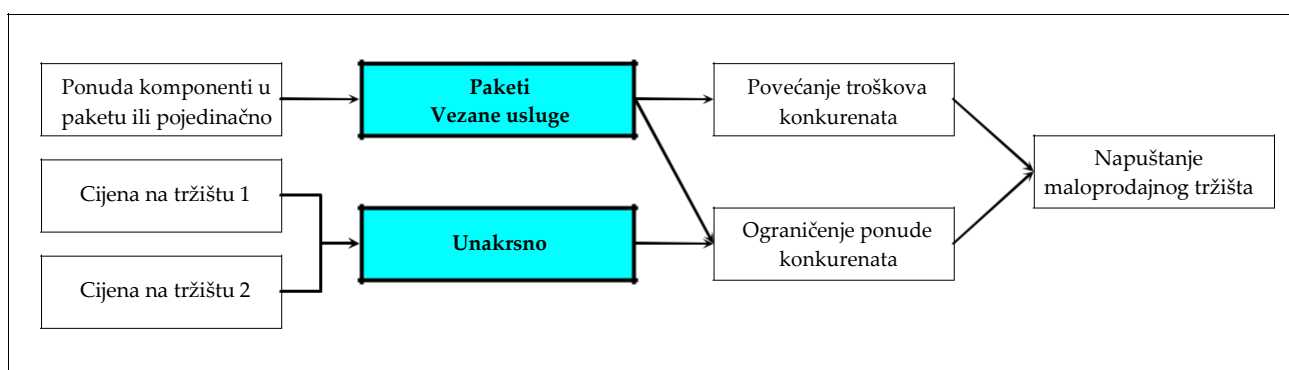 Ponuda komponenti u
paketu ili pojedinačno
Paketi
Vezane usluge
Povećanje troškova
konkurenata
Napuštanje
maloprodajnog tržišta
Cijena na tržištu 1
Unakrsno
Ograničenje ponude
konkurenata
Cijena na tržištu 2